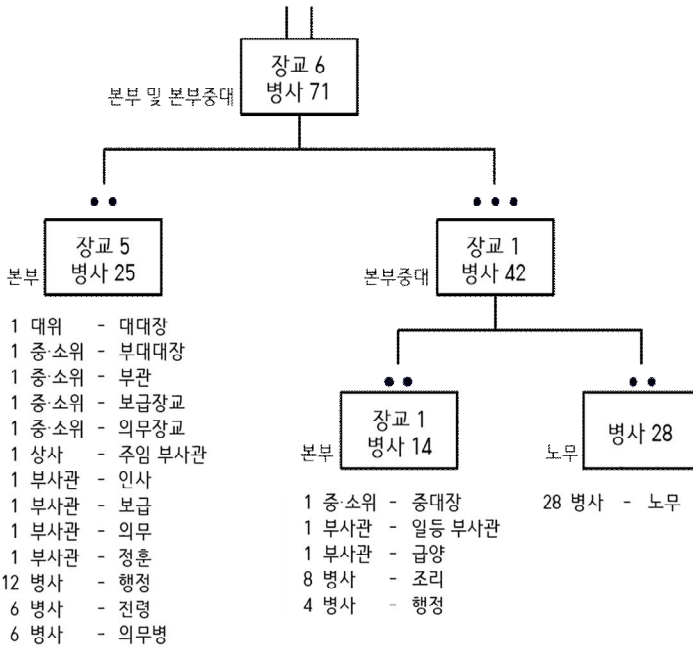 장교 6
병사 71
본부 및 본부중대
장교 5
병사 25
본부
1 대위 - 대대장
1 중·소위 - 부대대장
1 중·소위 - 부관
1 중·소위 - 보급장교
1 중·소위 - 의무장교
1 상사 - 주임 부사관
1 부사관 - 인사
1 부사관 - 보급
1 부사관 - 의무
1 부사관 - 정훈
12 병사 - 행정
6 병사 - 전령
6 병사 - 의무병
장교 1
병사 42
본부중대
장교 1
병사 14
본부
1 중·소위 - 중대장
1 부사관 - 일등 부사관
1 부사관 - 급양
8 병사 - 조리
4 병사 - 행정
병사 28
노무
28 병사 - 노무